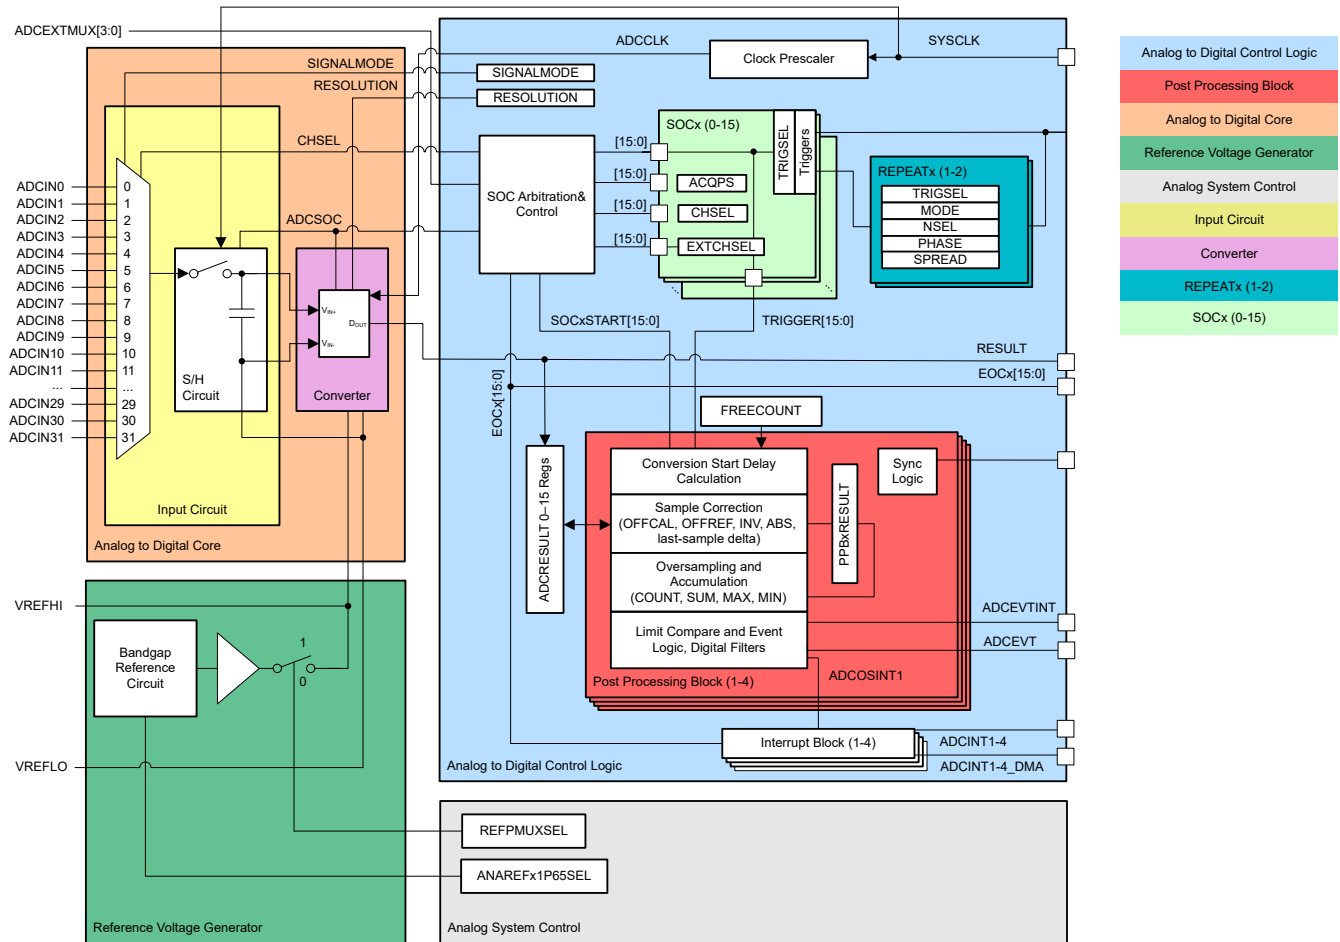 ADCEXTMUX[3:0]
ADCCLK
SYSCLK
Clock Prescaler
SIGNALMODE
SIGNALMODE
RESOLUTION
RESOLUTION
CHSEL
SOC Arbitration&
Control
[15:0]
[15:0]
[15:0]
[15:0]
SOCx (0-15)
TRIGSEL
Triggers
ACQPS
CHSEL
EXTCHSEL
REPEATx (1-2)
TRIGSEL
MODE
NSEL
PHASE
SPREAD
ADCIN0
ADCIN1
ADCIN2
ADCIN3
ADCIN4
ADCIN5
ADCIN6
ADCIN7
ADCIN8
ADCIN9
ADCIN10
ADCIN11
...
ADCIN29
ADCIN30
ADCIN31
0
1
2
3
4
5
6
7
8
9
10
11
...
29
30
31
ADCSOC
S/H
Circuit
VIN+
DOUT
VIN-
Converter
Input Circuit
Analog to Digital Core
SOCxSTART[15:0]
TRIGGER[15:0]
RESULT
EOCx[15:0]
EOCx[15:0]
FREECOUNT
ADCRESULT 0–15 Regs
Conversion Start Delay
Calculation
Sample Correction
(OFFCAL, OFFREF, INV, ABS,
last-sample delta)
Oversampling and
Accumulation
(COUNT, SUM, MAX, MIN)
Limit Compare and Event
Logic, Digital Filters
PPBxRESULT
Sync
Logic
Post Processing Block (1-4)
ADCEVTINT
ADCEVT
ADCOSINT1
Interrupt Block (1-4)
ADCINT1-4
ADCINT1-4_DMA
Analog to Digital Control Logic
VREFHI
Bandgap
Reference
Circuit
1
0
VREFLO
Reference Voltage Generator
REFPMUXSEL
ANAREFx1P65SEL
Analog System Control
Analog to Digital Control Logic
Post Processing Block
Analog to Digital Core
Reference Voltage Generator
Analog System Control
Input Circuit
Converter
REPEATx (1-2)
SOCx (0-15)